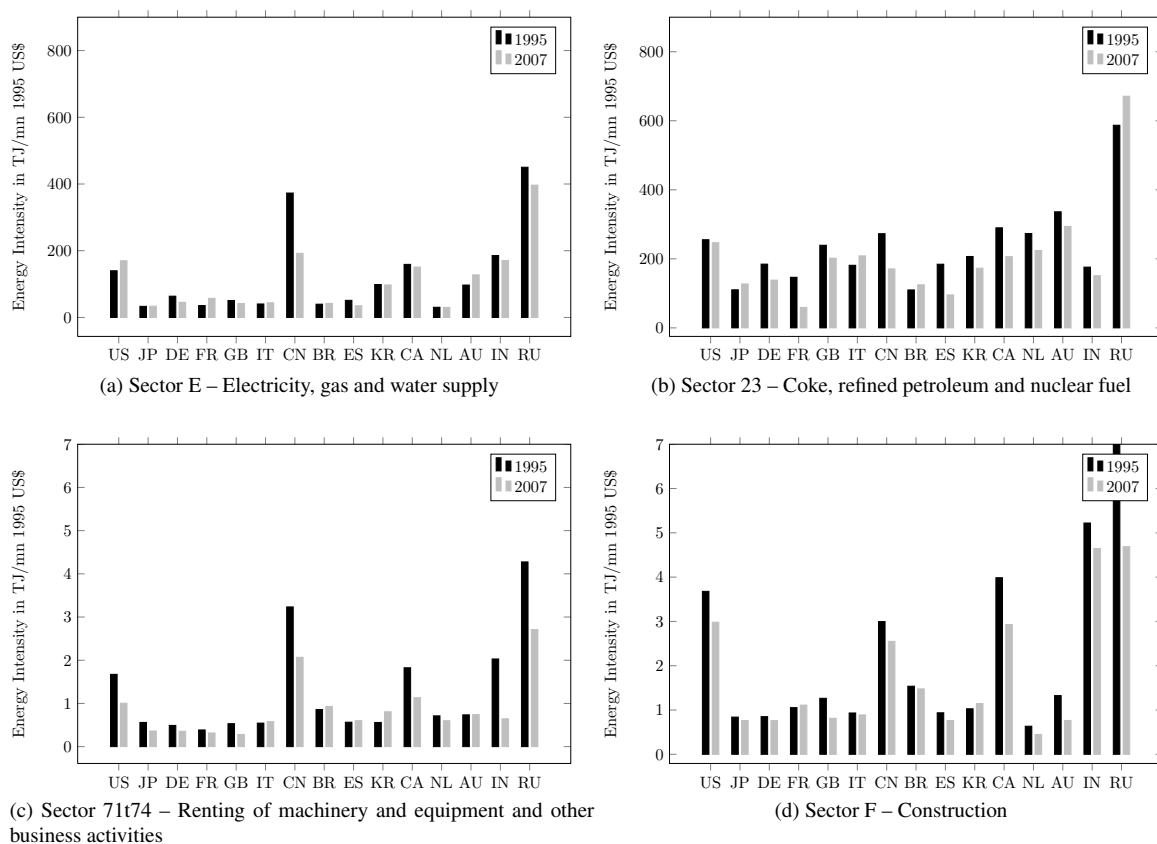 Energy Intensity in TJ/mn 1995 US$
800
600
400
200
0
1995
2007
US JP DE FR GB IT CN BR ES KR CA NL AU IN RU
(a) Sector E – Electricity, gas and water supply
Energy Intensity in TJ/mn 1995 US$
800
600
400
200
0
1995
2007
US JP DE FR GB IT CN BR ES KR CA NL AU IN RU
(b) Sector 23 – Coke, refined petroleum and nuclear fuel
Energy Intensity in TJ/mn 1995 US$
7
6
5
4
3
2
1
0
1995
2007
US JP DE FR GB IT CN BR ES KR CA NL AU IN RU
(c) Sector 71t74 – Renting of machinery and equipment and other
business activities
Energy Intensity in TJ/mn 1995 US$
7
6
5
4
3
2
1
0
1995
2007
US JP DE FR GB IT CN BR ES KR CA NL AU IN RU
(d) Sector F – Construction